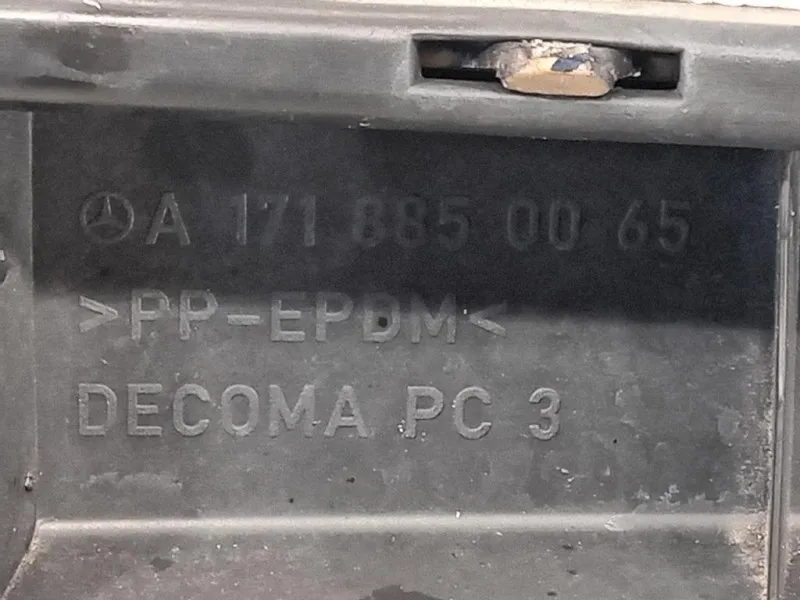 A 171 885 00 65
>PP-EPDM<
DECOMA PC 3